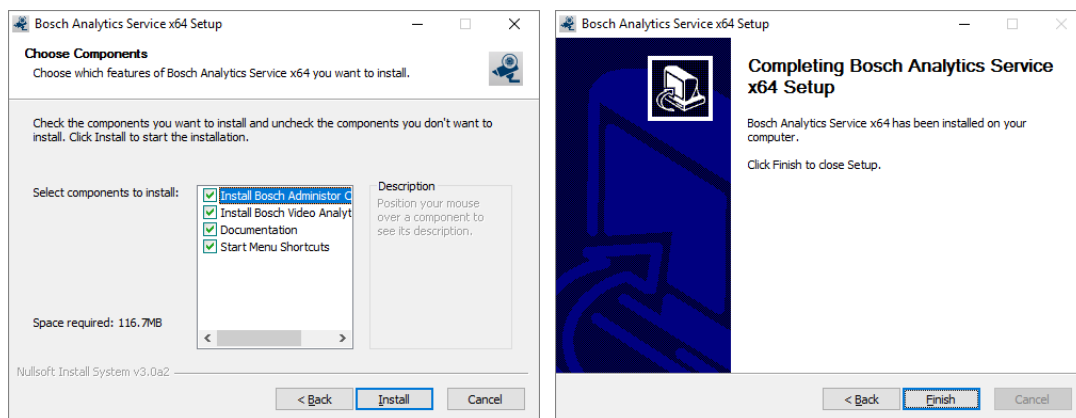 Bosch Analytics Service x64 Setup
Choose Components
Choose which features of Bosch Analytics Service x64 you want to install.
Check the components you want to install and uncheck the components you don't want to
install. Click Install to start the installation.
Select components to install:
Install Bosch Administor C
Install Bosch Video Analyt
Documentation
Start Menu Shortcuts
Description
Position your mouse
over a component to
see its description.
Space required: 116.7MB
Nullsoft Install System v3.0a2
< Back
Install
Cancel
Bosch Analytics Service x64 Setup
Completing Bosch Analytics Service
x64 Setup
Bosch Analytics Service x64 has been installed on your
computer.
Click Finish to close Setup.
< Back
Finish
Cancel